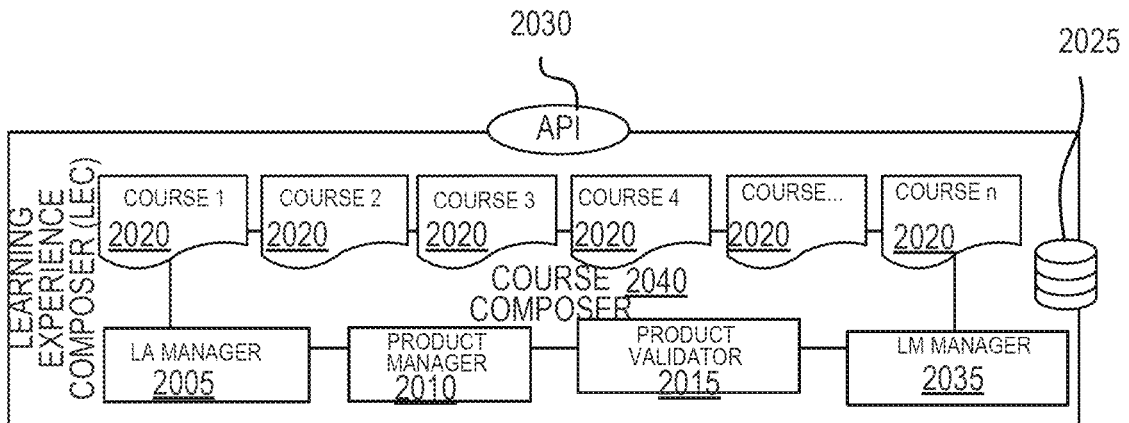 2030
2025
API
LEARNING
EXPERIENCE
COMPOSER (LEC)
COURSE 1
2020
COURSE 2
2020
COURSE 3
2020
COURSE 4
2020
COURSE...
2020
COURSE n
2020
COURSE 2040
COMPOSER
LA MANAGER
2005
PRODUCT
MANAGER
2010
PRODUCT
VALIDATOR
2015
LM MANAGER
2035